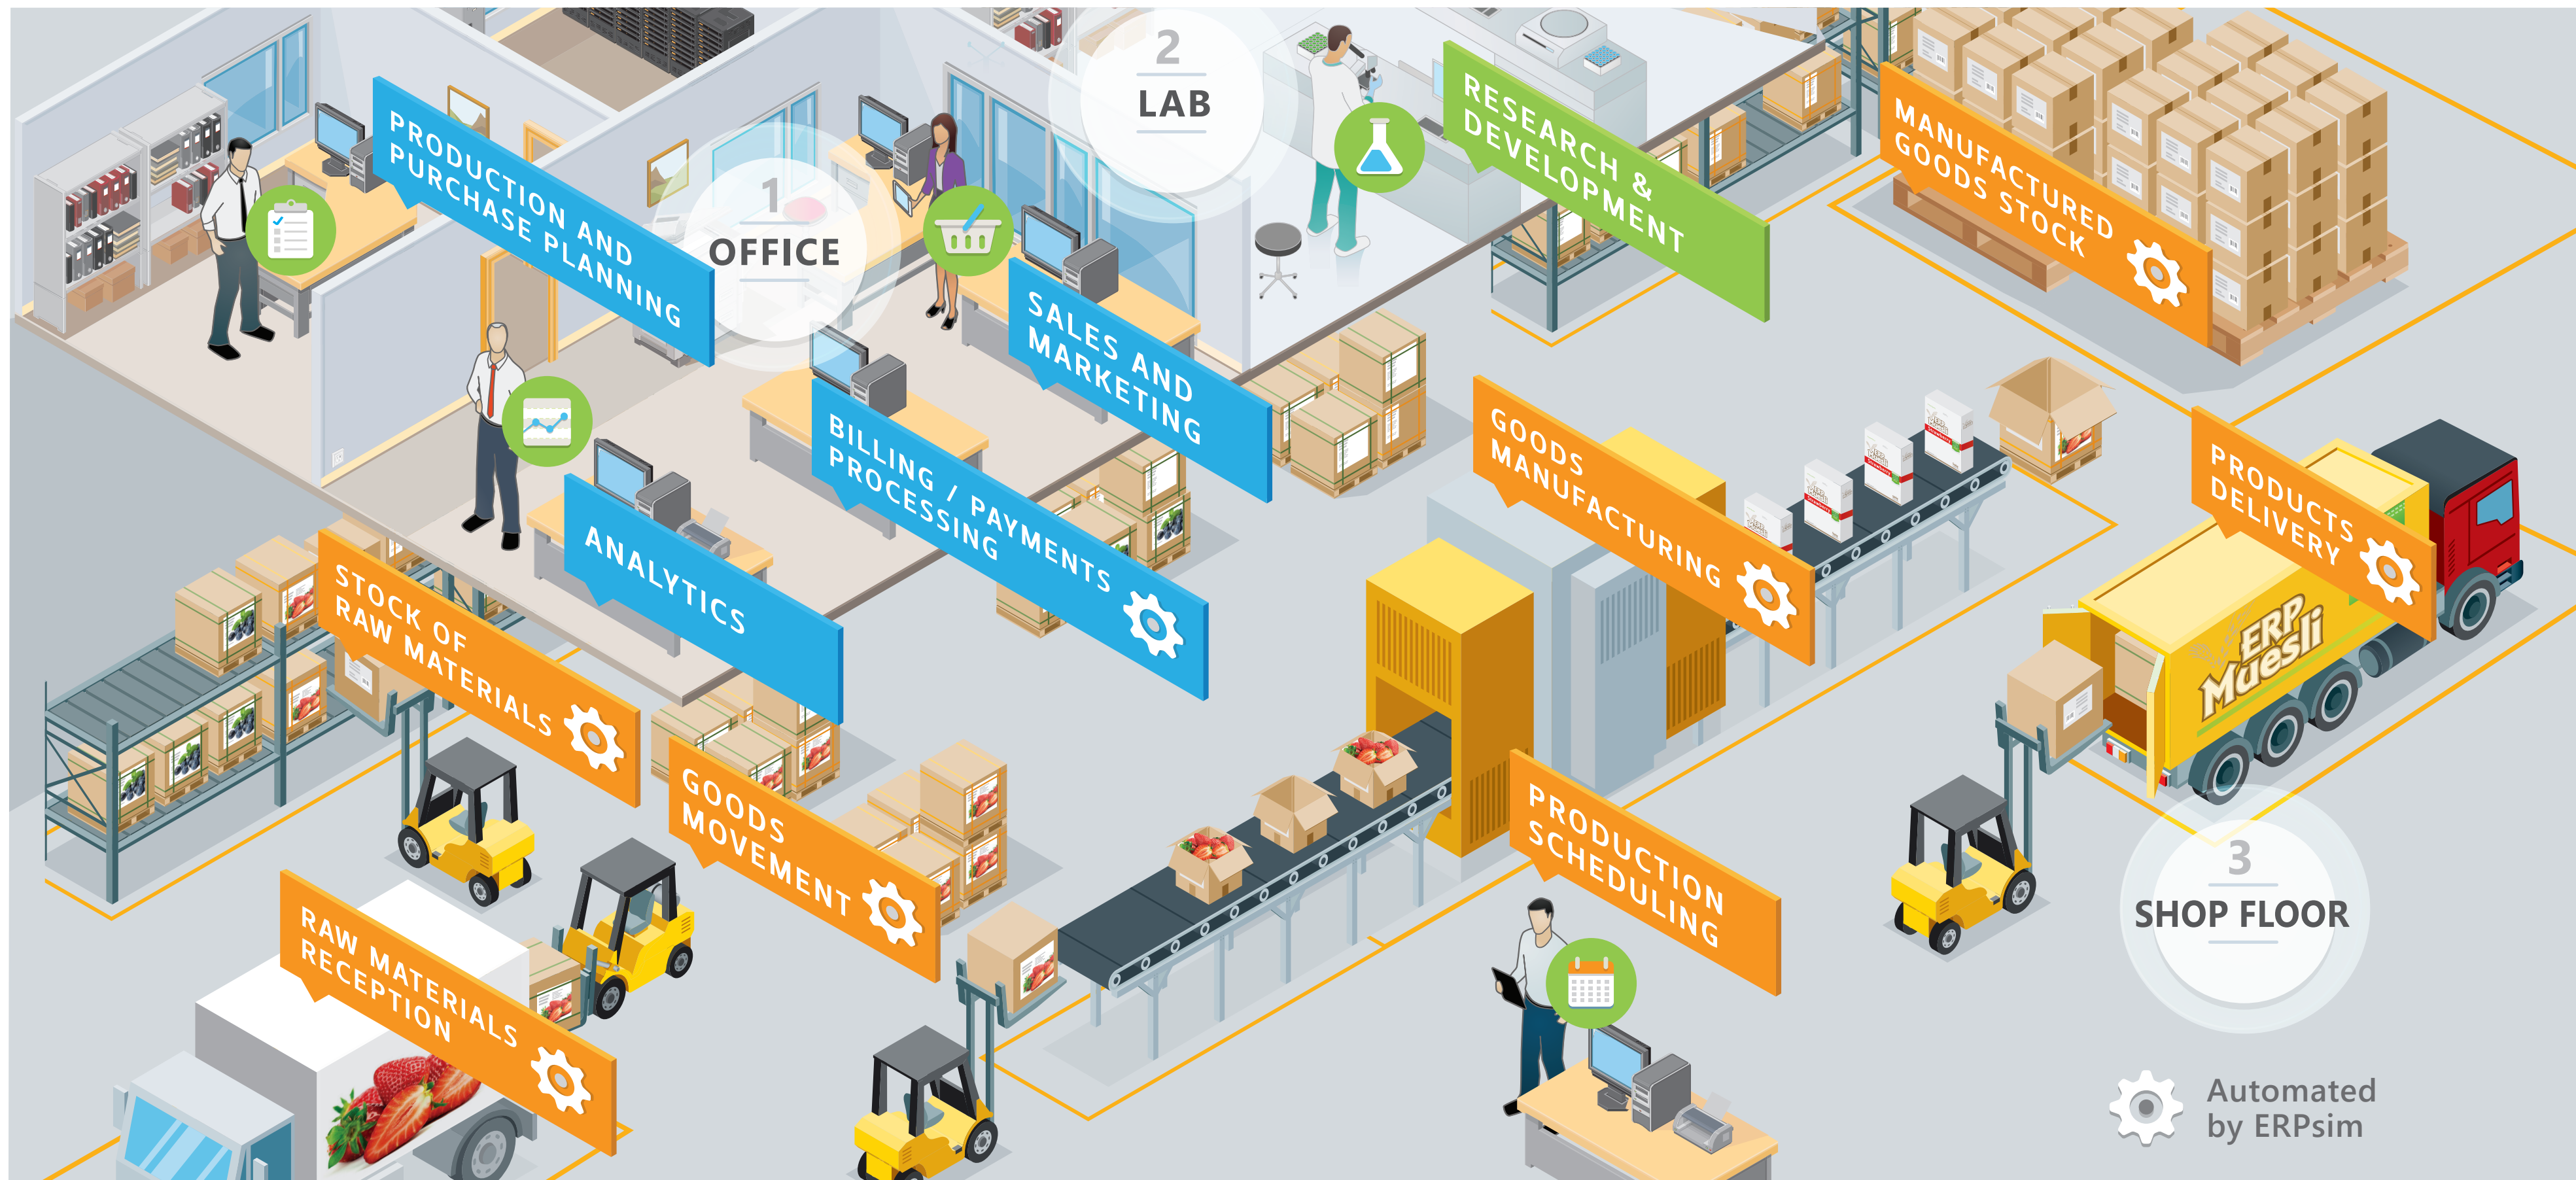 2
LAB
RESEARCH &
DEVELOPMENT
MANUFACTURED
GOODS STOCK
PRODUCTION AND
PURCHASE PLANNING
1
OFFICE
SALES AND
MARKETING
BILLING / PAYMENTS
PROCESSING
ANALYTICS
GOODS
MANUFACTURING
PRODUCTS
DELIVERY
ERP
Muesli
STOCK OF
RAW MATERIALS
GOODS
MOVEMENT
PRODUCTION
SCHEDULING
RAW MATERIALS
RECEPTION
3
SHOP FLOOR
Automated
by ERPsim